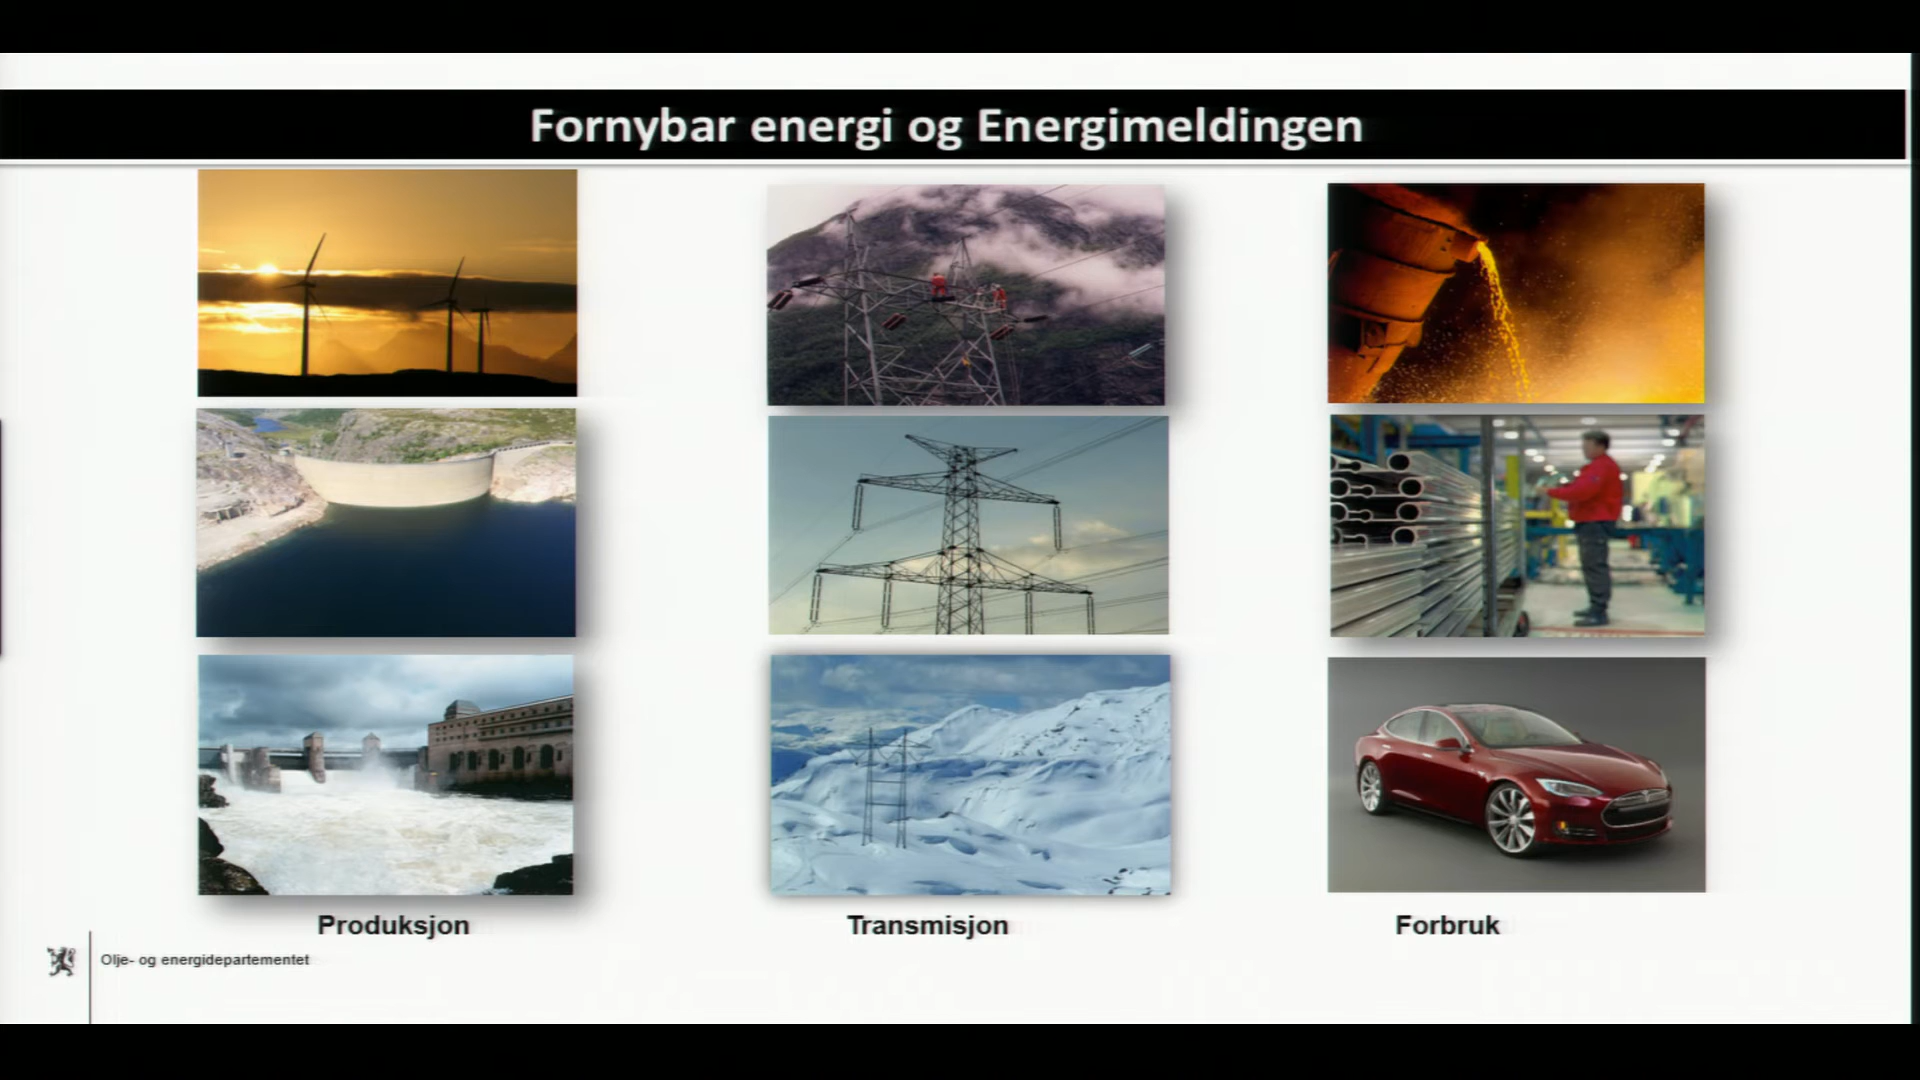 Fornybar energi og Energimeldingen
Produksjon
Transmisjon
Forbruk
Olje- og energidepartementet